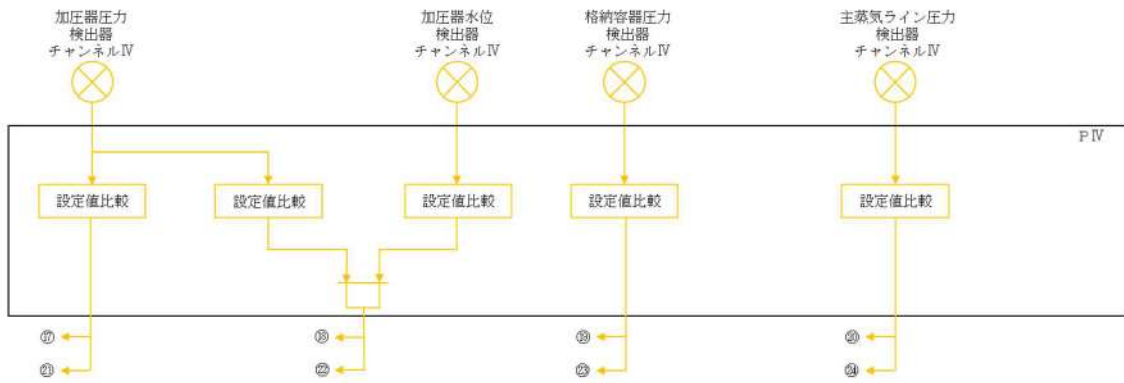 加圧器圧力
検出器
チャンネルⅣ
加圧器水位
検出器
チャンネルⅣ
格納容器圧力
検出器
チャンネルⅣ
主蒸気ライン圧力
検出器
チャンネルⅣ
PⅣ
設定値比較
設定値比較
設定値比較
設定値比較
設定値比較
⑰
⑱
⑲
⑳
㉑
㉒
㉓
㉔